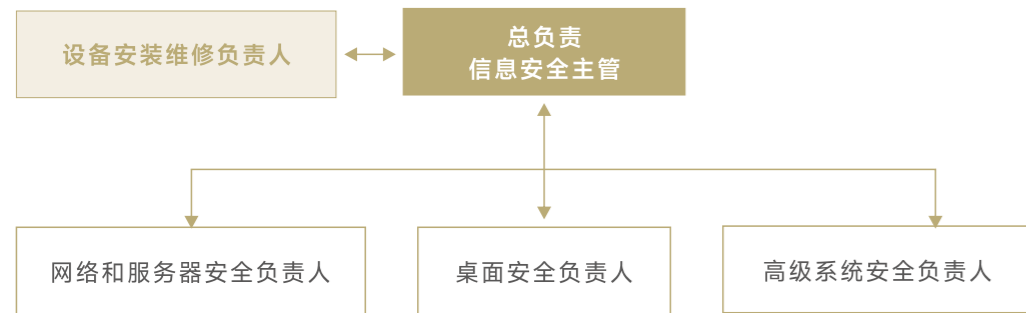 设备安装维修负责人
总负责
信息安全主管
网络和服务器安全负责人
桌面安全负责人
高级系统安全负责人